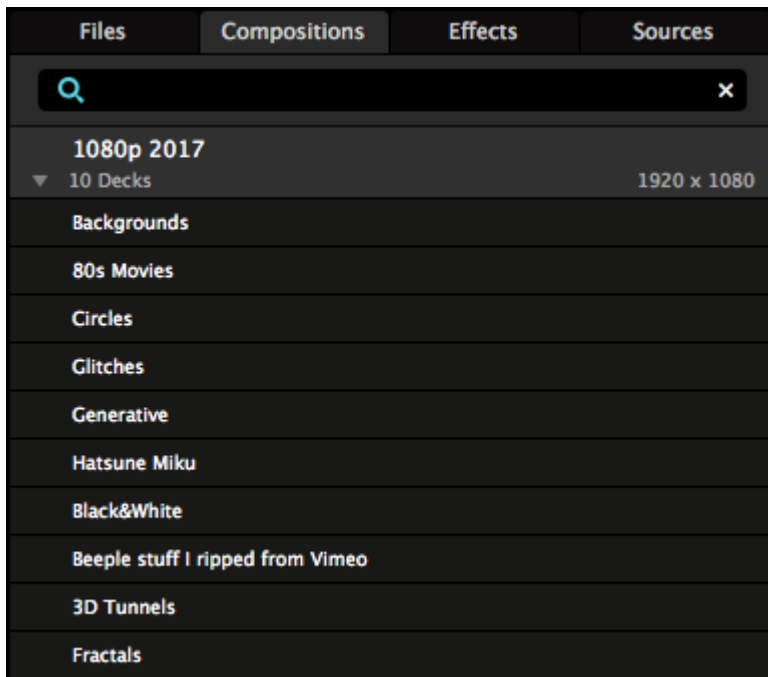 Files Compositions Effects Sources
1080p 2017
10 Decks 1920 x 1080
Backgrounds
80s Movies
Circles
Glitches
Generative
Hatsune Miku
Black&White
Beeple stuff I ripped from Vimeo
3D Tunnels
Fractals